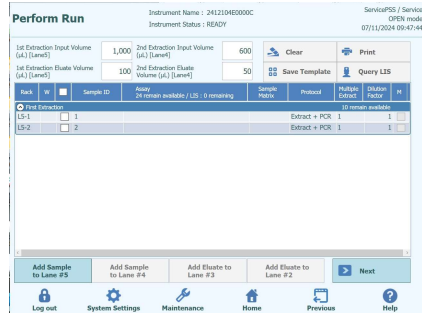 Perform Run
Instrument Name : 2412104E0000C
Instrument Status : READY
ServicePSS / Service
OPEN mode
07/11/2024 09:47:44
1st Extraction Input Volume (µL) [Lane5]
1,000
2nd Extraction Input Volume (µL) [Lane4]
600
Clear
Print
1st Extraction Eluate Volume (µL) [Lane5]
100
2nd Extraction Eluate Volume (µL) [Lane4]
50
Save Template
Query LIS
Rack W Sample ID Assay 24 remain available / LIS : 0 remaining Sample Matrix Protocol Multiple Extract Dilution Factor M
First Extraction 10 remain available
L5-1 1 Extract + PCR 1 1
L5-2 2 Extract + PCR 1 1
Add Sample to Lane #5
Add Sample to Lane #4
Add Eluate to Lane #3
Add Eluate to Lane #2
Next
Log out
System Settings
Maintenance
Home
Previous
Help